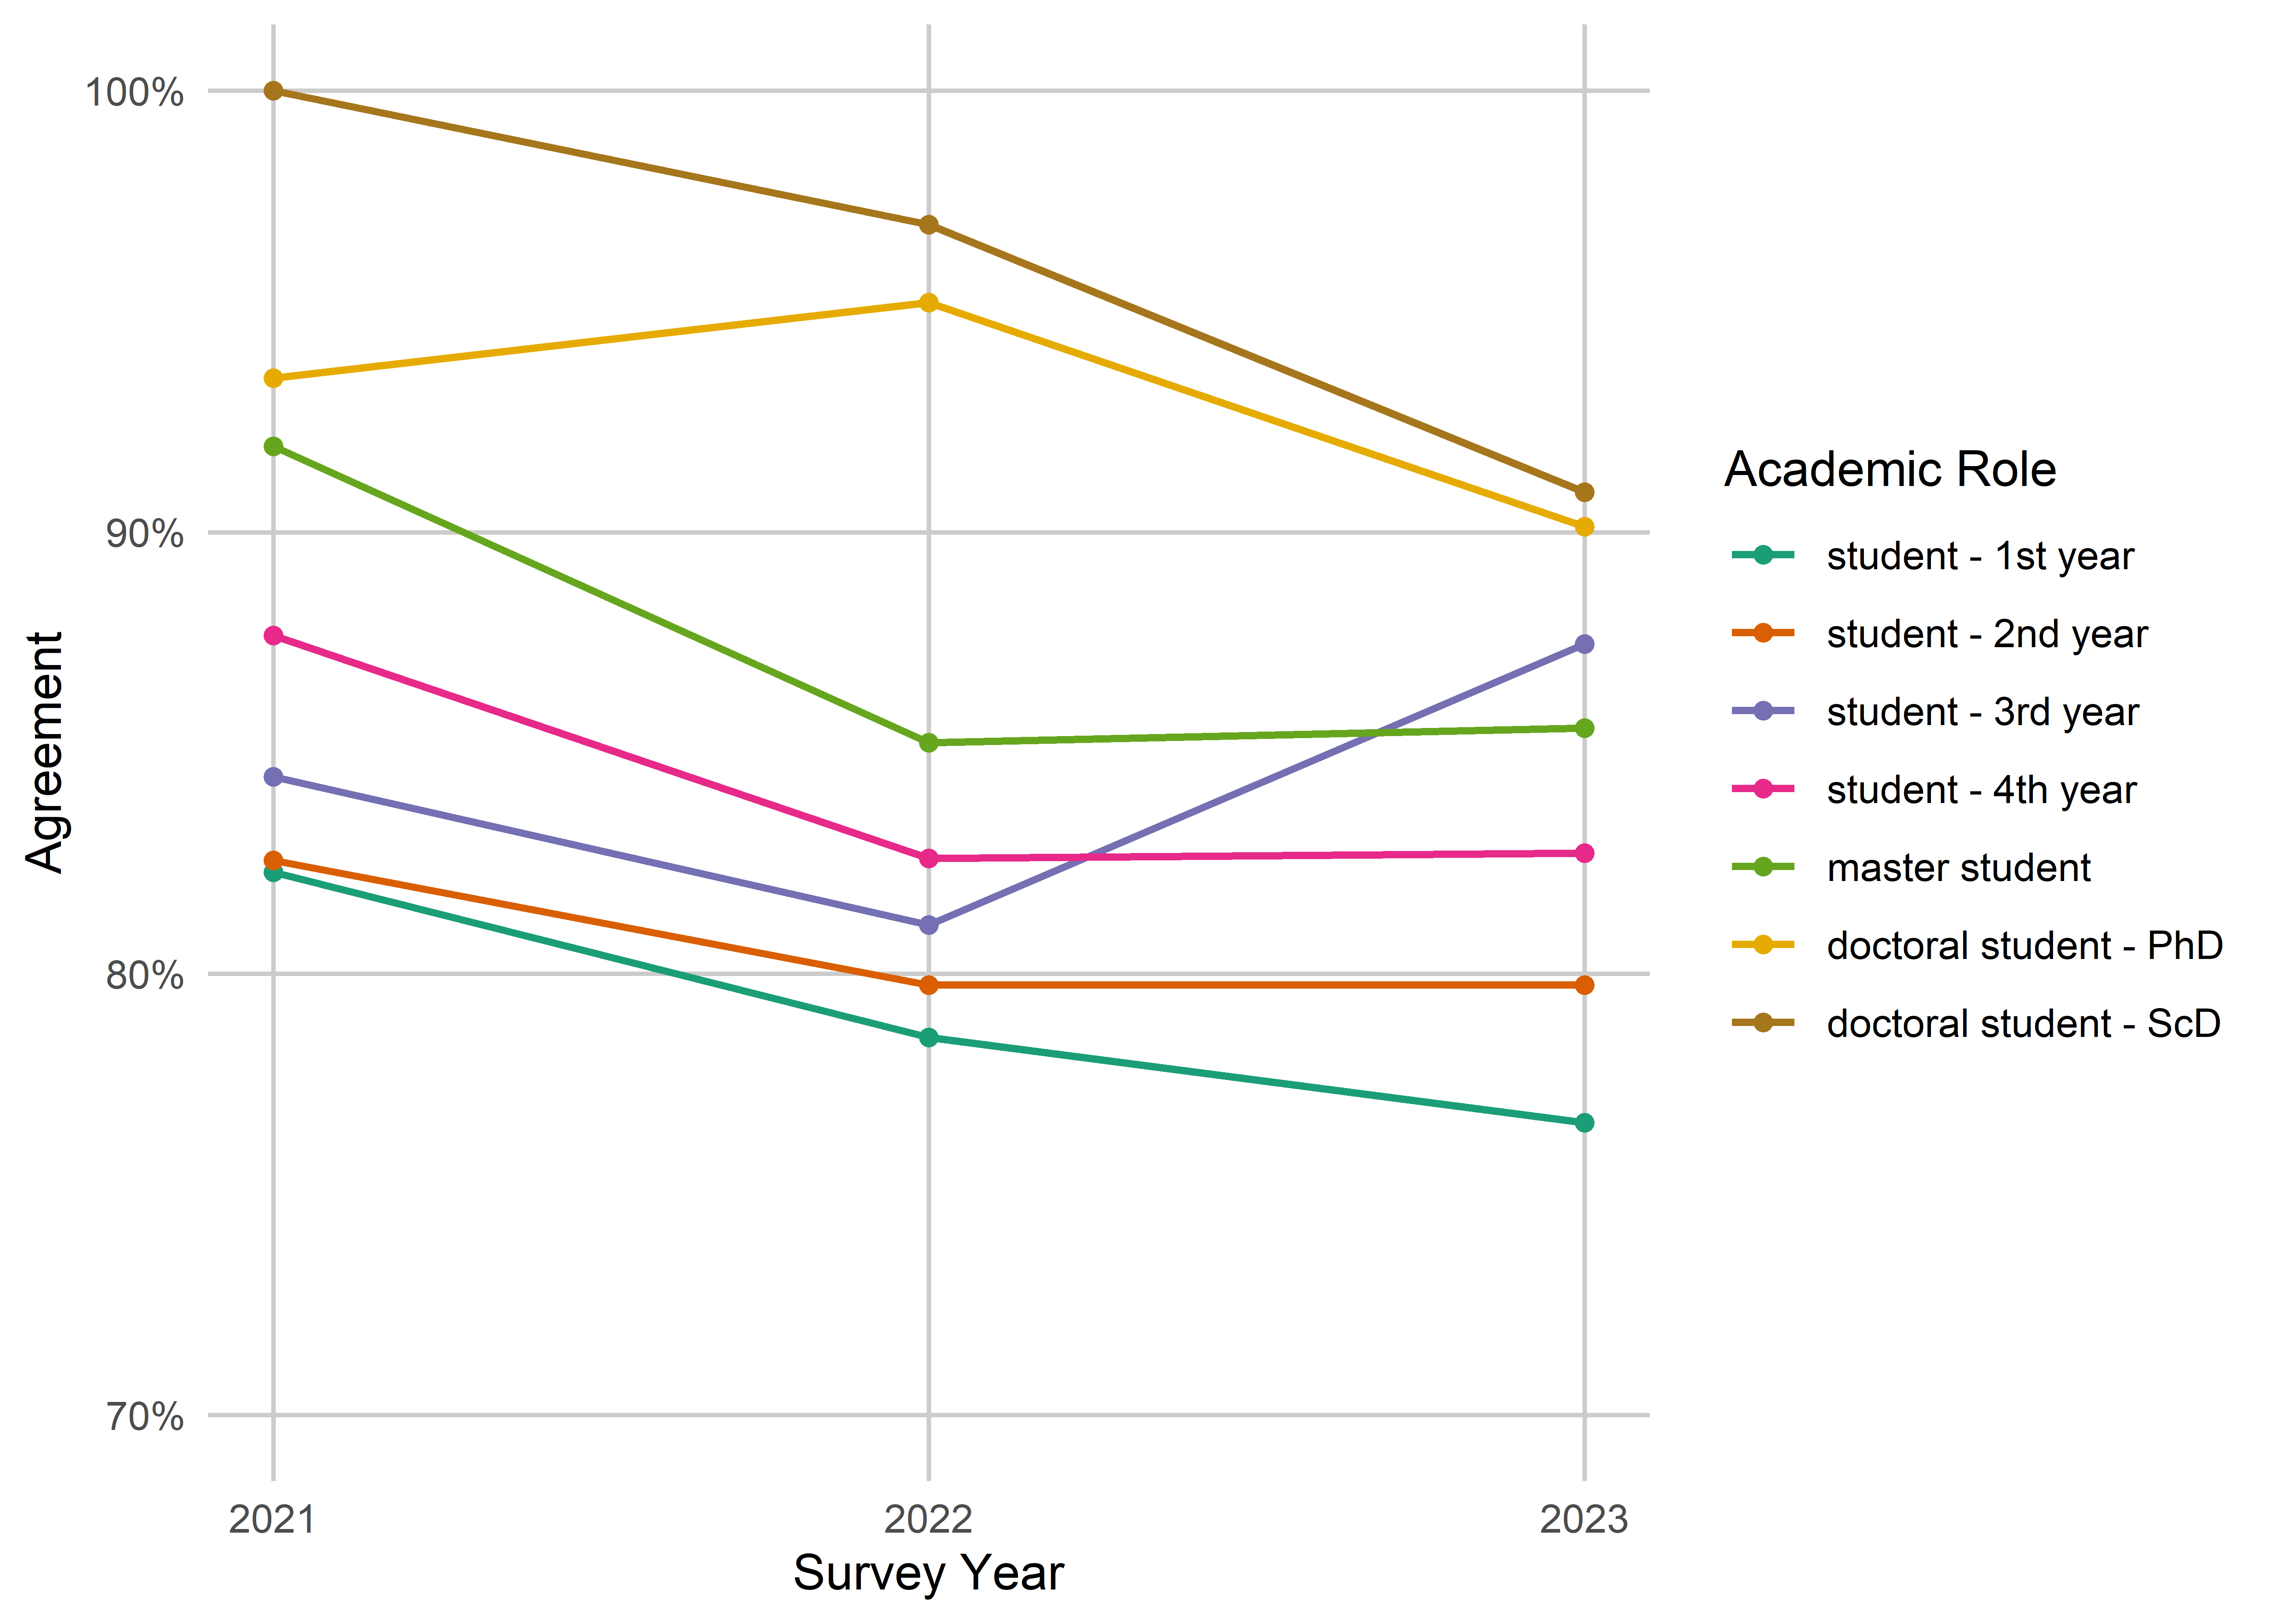 100%
90%
80%
70%
Agreement
2021
2022
2023
Survey Year
Academic Role
student - 1st year
student - 2nd year
student - 3rd year
student - 4th year
master student
doctoral student - PhD
doctoral student - ScD